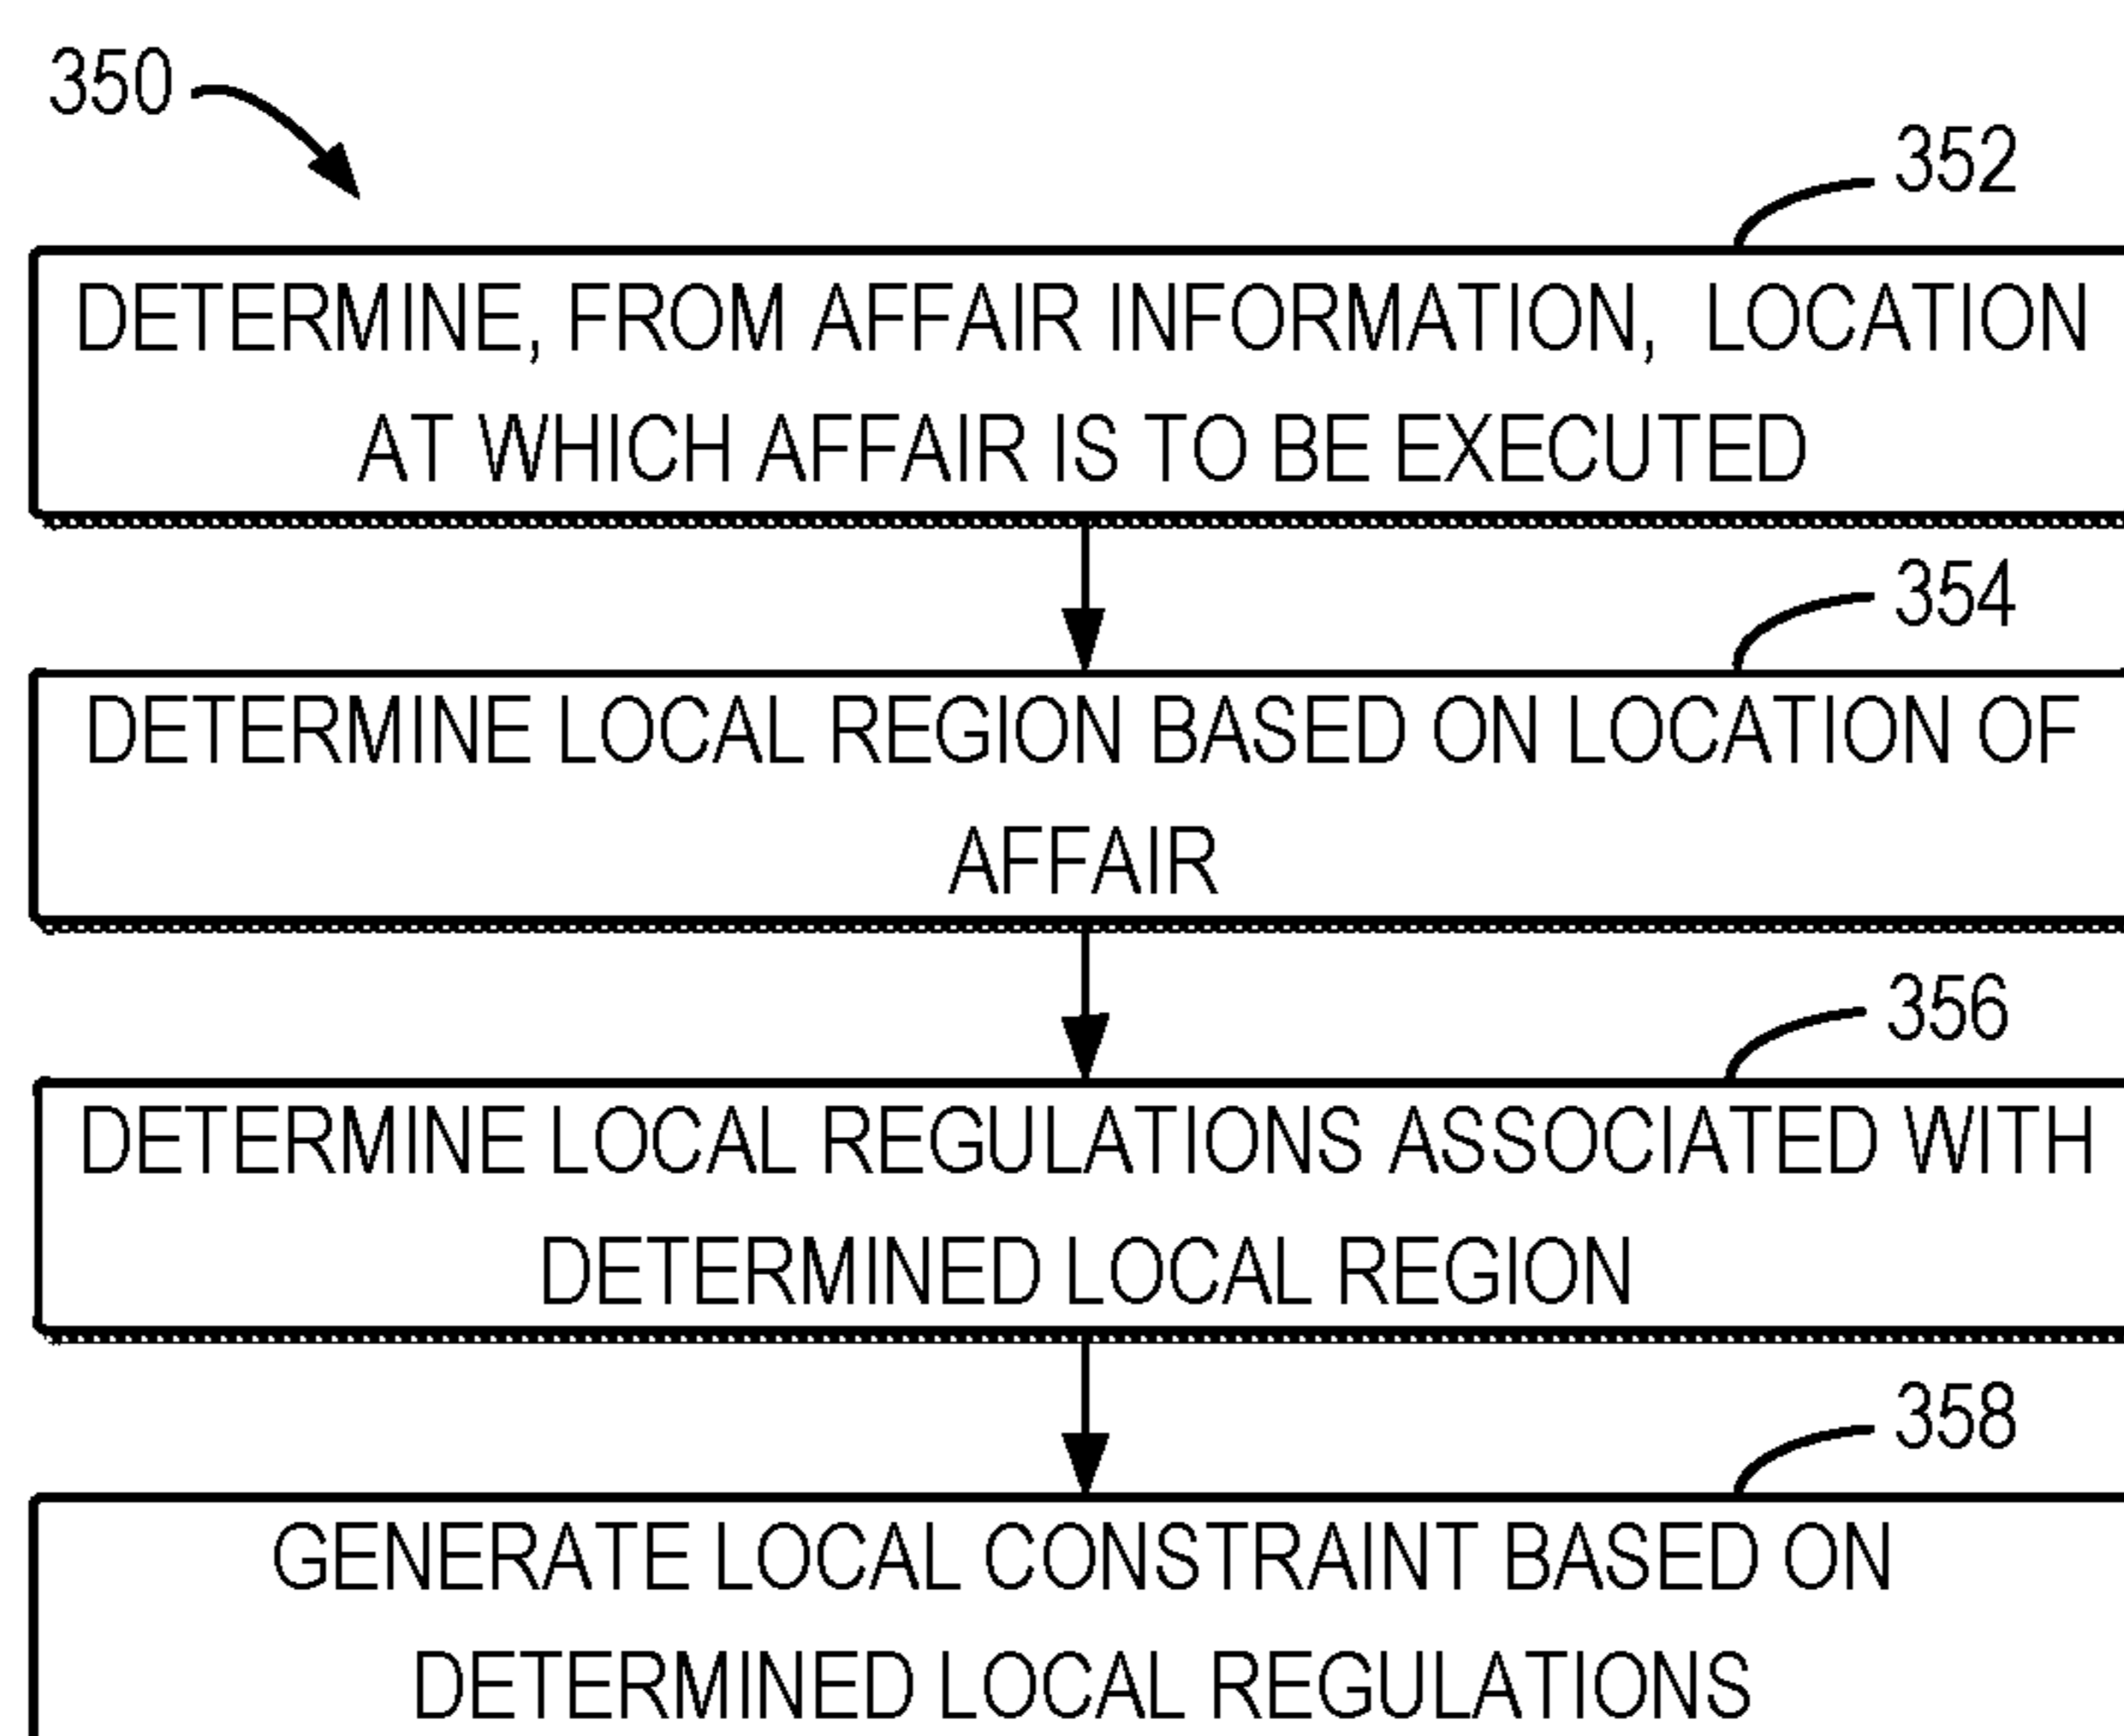 350
352
DETERMINE, FROM AFFAIR INFORMATION, LOCATION
AT WHICH AFFAIR IS TO BE EXECUTED
354
DETERMINE LOCAL REGION BASED ON LOCATION OF
AFFAIR
356
DETERMINE LOCAL REGULATIONS ASSOCIATED WITH
DETERMINED LOCAL REGION
358
GENERATE LOCAL CONSTRAINT BASED ON
DETERMINED LOCAL REGULATIONS